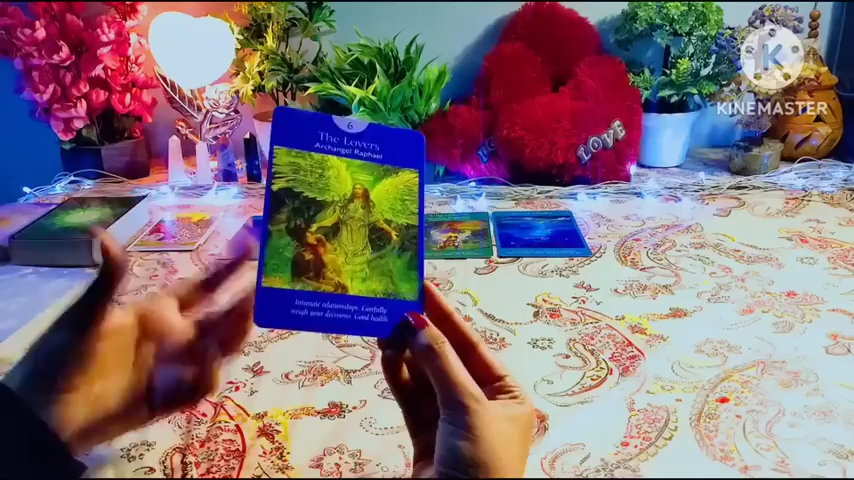 6
The Lovers
Archangel Raphael
Intimate relationships. Carefully
weigh your decisions. Good health.
LOVE
KINEMASTER